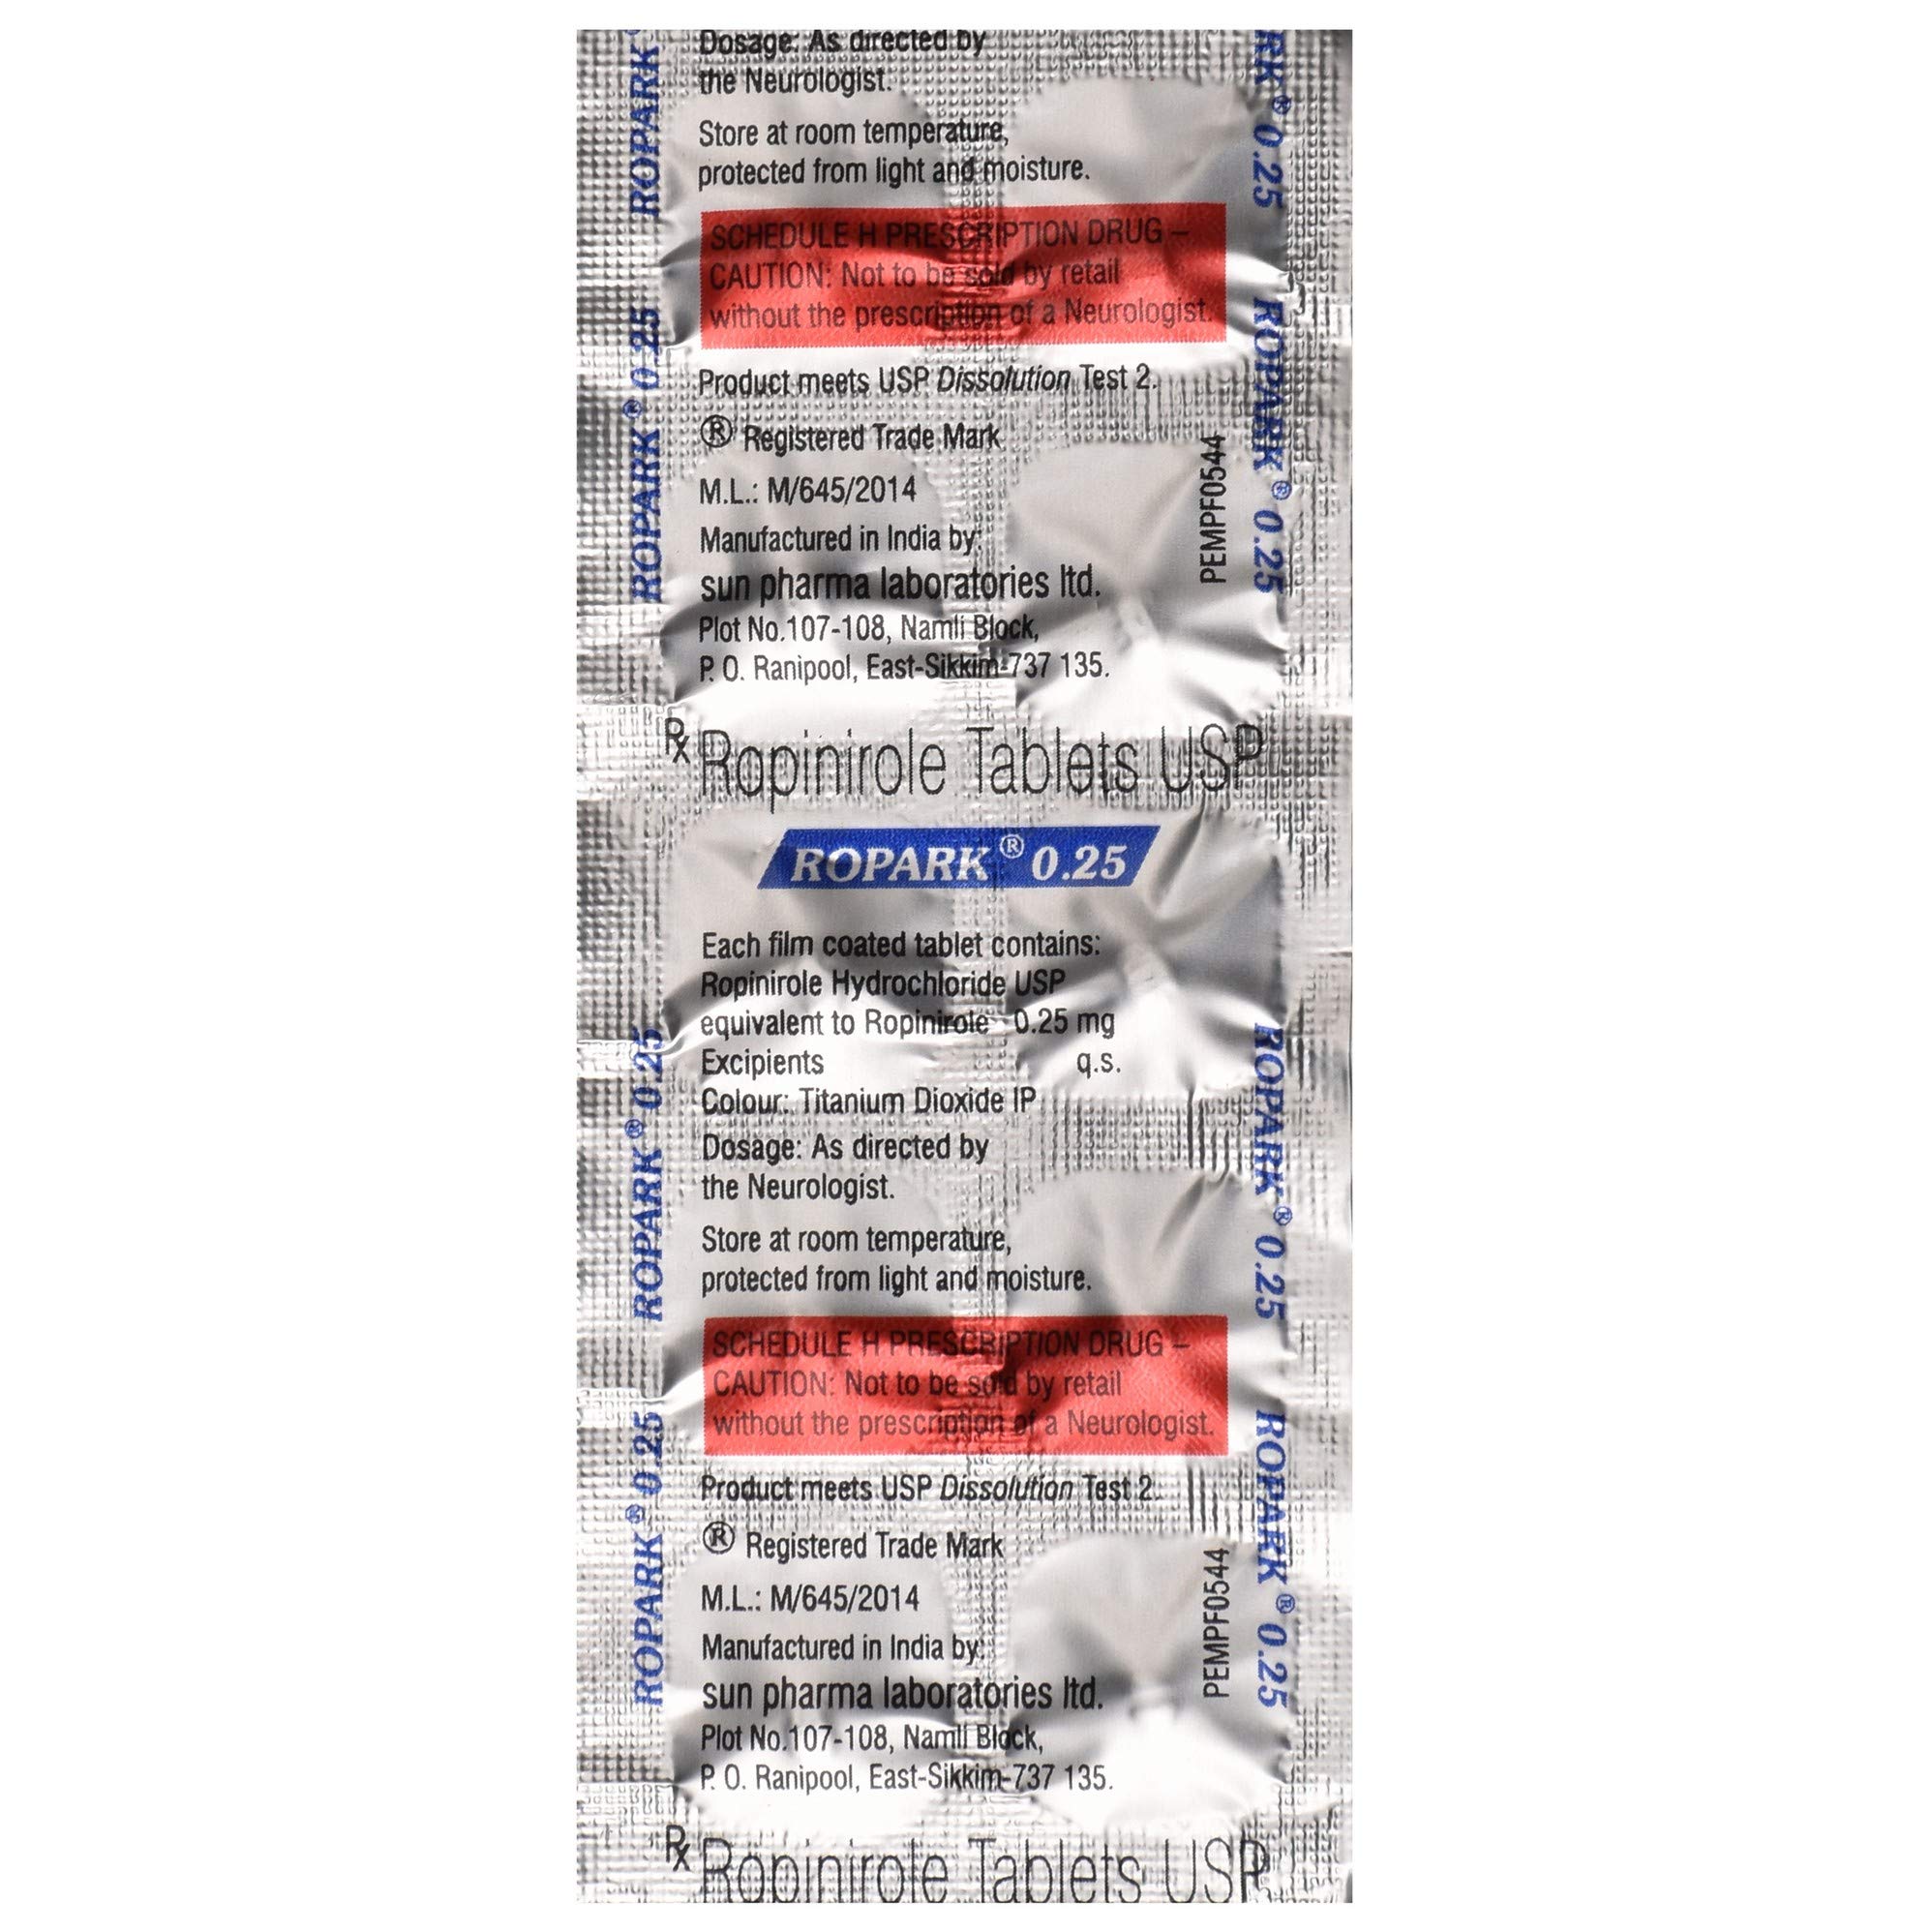 Dosage: As directed by
the Neurologist.
Store at room temperature,
protected from light and moisture.
SCHEDULE H PRESCRIPTION DRUG –
CAUTION: Not to be sold by retail
without the prescription of a Neurologist.
Product meets USP Dissolution Test 2.
® Registered Trade Mark
M.L.: M/645/2014
Manufactured in India by:
sun pharma laboratories ltd.
Plot No.107-108, Namli Block,
P. O. Ranipool, East-Sikkim-737 135.
PEMPF0544
ROPARK
ROPARK ® 0.25
RK ® 0.25
ROPARK ® 0.25
Rx Ropinirole Tablets USP
ROPARK ® 0.25
Each film coated tablet contains:
Ropinirole Hydrochloride USP
equivalent to Ropinirole 0.25 mg
Excipients q.s.
Colour: Titanium Dioxide IP
Dosage: As directed by
the Neurologist.
Store at room temperature,
protected from light and moisture.
SCHEDULE H PRESCRIPTION DRUG –
CAUTION: Not to be sold by retail
without the prescription of a Neurologist.
Product meets USP Dissolution Test 2.
® Registered Trade Mark
M.L.: M/645/2014
Manufactured in India by:
sun pharma laboratories ltd.
Plot No.107-108, Namli Block,
P. O. Ranipool, East-Sikkim-737 135.
PEMPF0544
ROPARK ® 0.25
ROPARK ® 0.25
ROPARK ® 0.25
ROPARK ® 0.25
Rx Ropinirole Tablets USP